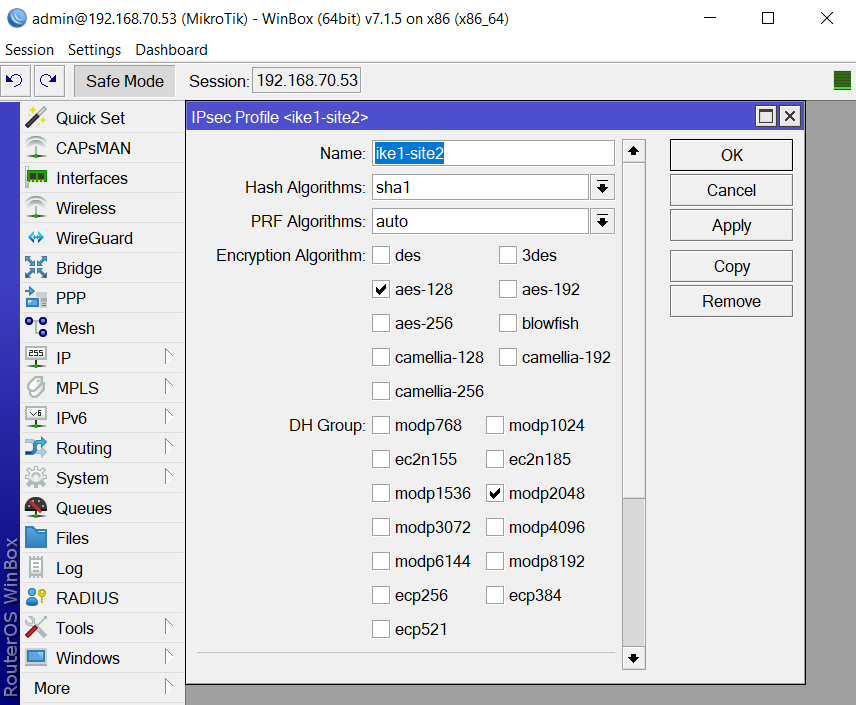 admin@192.168.70.53 (MikroTik) - WinBox (64bit) v7.1.5 on x86 (x86_64)
Session Settings Dashboard
Safe Mode Session: 192.168.70.53
RouterOS WinBox
Quick Set
CAPsMAN
Interfaces
Wireless
WireGuard
Bridge
PPP
Mesh
255 IP
MPLS
v6 IPv6
Routing
System
Queues
Files
Log
RADIUS
Tools
Windows
More
IPsec Profile <ike1-site2>
Name: ike1-site2
Hash Algorithms: sha1
PRF Algorithms: auto
Encryption Algorithm: des 3des
aes-128 aes-192
aes-256 blowfish
camellia-128 camellia-192
camellia-256
DH Group: modp768 modp1024
ec2n155 ec2n185
modp1536 modp2048
modp3072 modp4096
modp6144 modp8192
ecp256 ecp384
ecp521
OK
Cancel
Apply
Copy
Remove